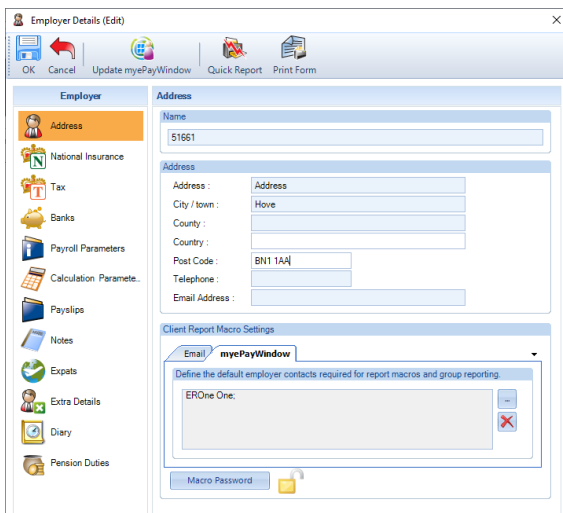 Employer Details (Edit)
OK Cancel Update myePayWindow Quick Report Print Form
Employer
Address
National Insurance
Tax
Banks
Payroll Parameters
Calculation Paramete..
Payslips
Notes
Expats
Extra Details
Diary
Pension Duties
Address
Name
51661
Address
Address : Address
City / town : Hove
County :
Country :
Post Code : BN1 1AA
Telephone :
Email Address :
Client Report Macro Settings
Email myePayWindow
Define the default employer contacts required for report macros and group reporting.
EROne One;
...
Macro Password